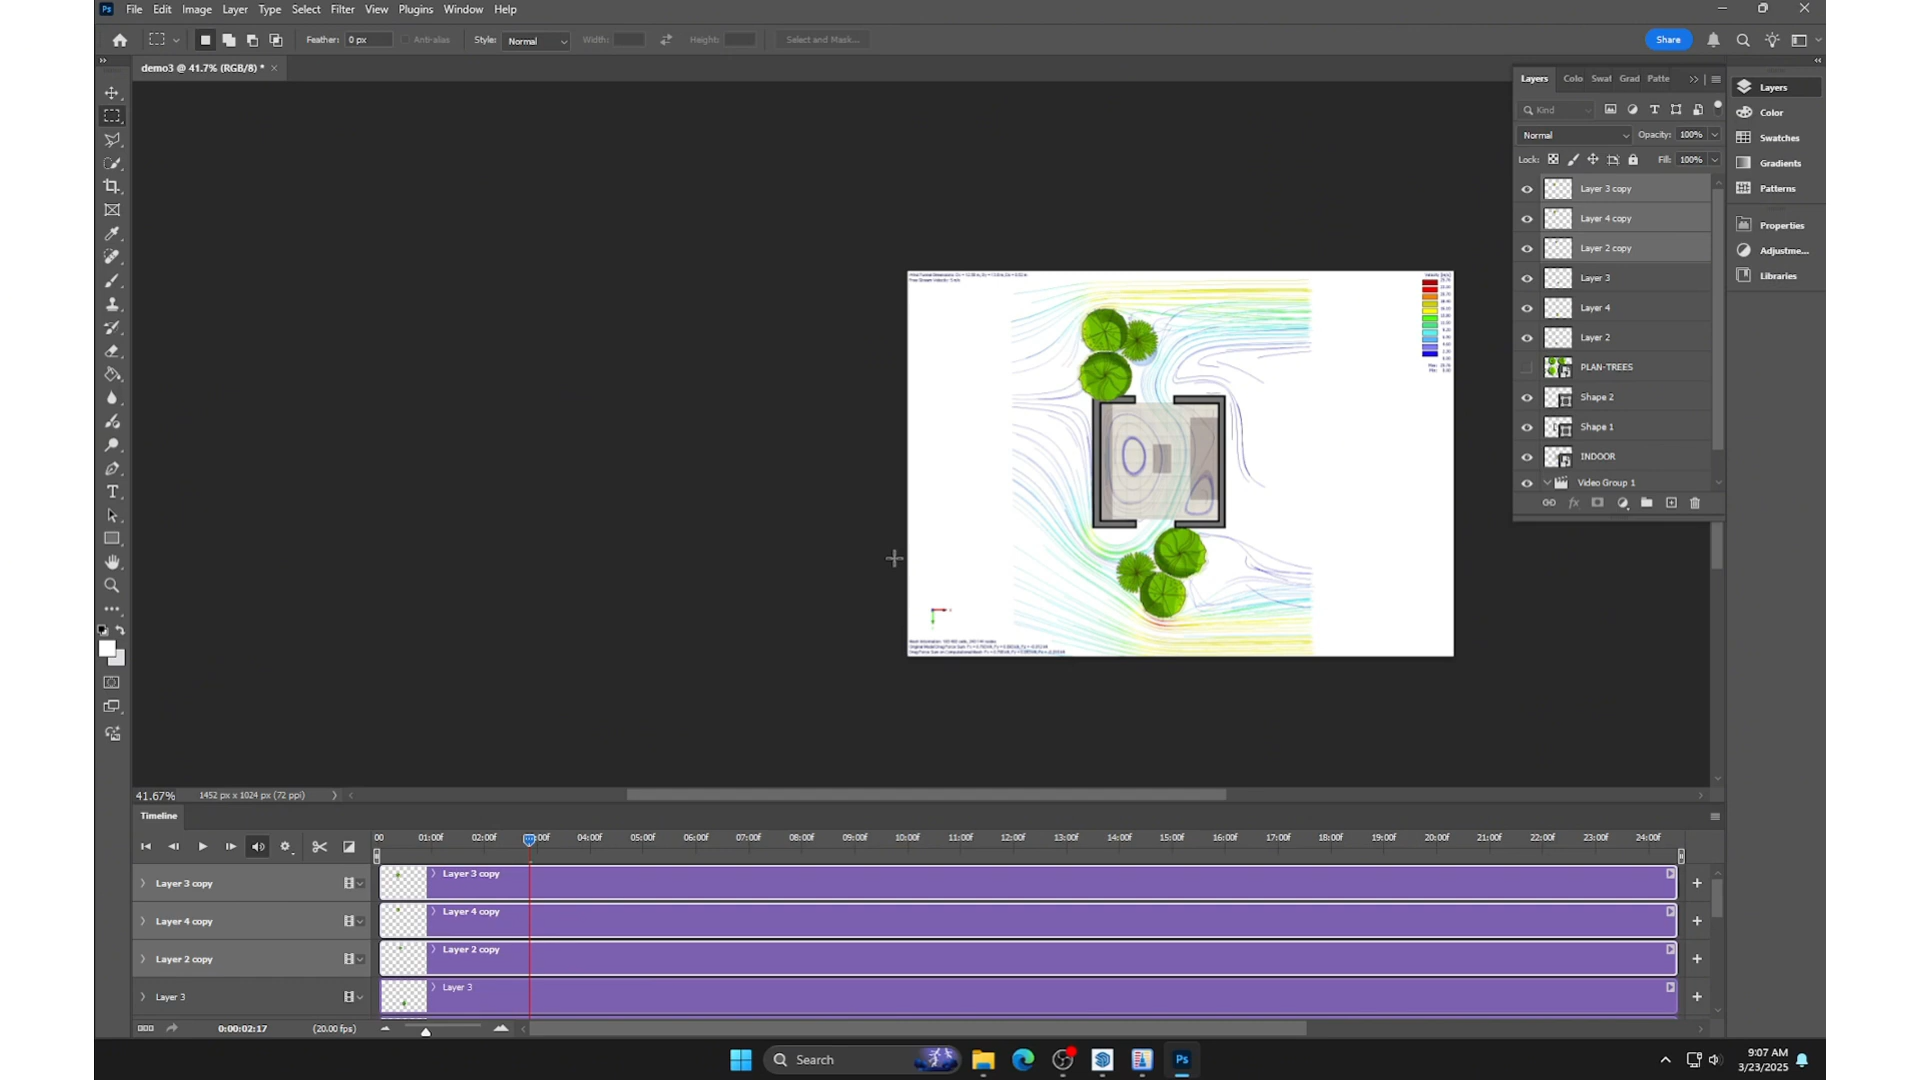 Ps File Edit Image Layer Type Select Filter View Plugins Window Help
Feather: 0 px Anti-alias Style: Normal Width: Height: Select and Mask... Share
demo3 @ 41.7% (RGB/8) * ×
Layers Colo Swat Grad Patte
Kind
Normal Opacity: 100%
Lock: Fill: 100%
Layer 3 copy
Layer 4 copy
Layer 2 copy
Layer 3
Layer 4
Layer 2
PLAN-TREES
Shape 2
Shape 1
INDOOR
Video Group 1
Layers
Color
Swatches
Gradients
Patterns
Properties
Adjustme...
Libraries
41.67% 1452 px x 1024 px (72 ppi)
Timeline
00 01:00f 02:00f 03:00f 04:00f 05:00f 06:00f 07:00f 08:00f 09:00f 10:00f 11:00f 12:00f 13:00f 14:00f 15:00f 16:00f 17:00f 18:00f 19:00f 20:00f 21:00f 22:00f 23:00f 24:00f
Layer 3 copy Layer 3 copy
Layer 4 copy Layer 4 copy
Layer 2 copy Layer 2 copy
Layer 3 Layer 3
0:00:02:17 (20.00 fps)
Search
9:07 AM
3/23/2025